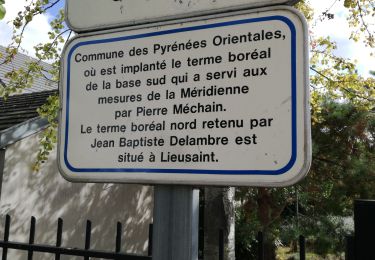 Commune des Pyrénées Orientales,
où est implanté le terme boréal
de la base sud qui a servi aux
mesures de la Méridienne
par Pierre Méchain.
Le terme boréal nord retenu par
Jean Baptiste Delambre est
situé à Lieusaint.